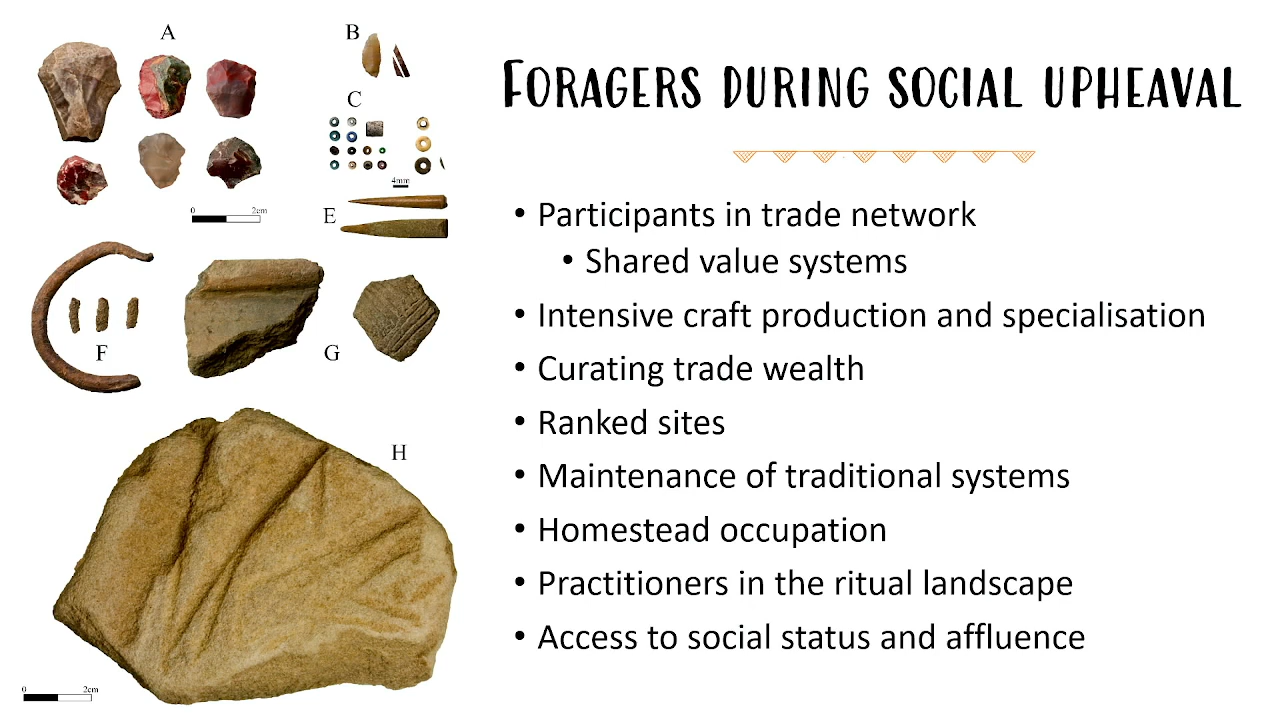 A
B
C
4mm
0 2cm
E
F
G
H
0 2cm
FORAGERS DURING SOCIAL UPHEAVAL
• Participants in trade network
• Shared value systems
• Intensive craft production and specialisation
• Curating trade wealth
• Ranked sites
• Maintenance of traditional systems
• Homestead occupation
• Practitioners in the ritual landscape
• Access to social status and affluence